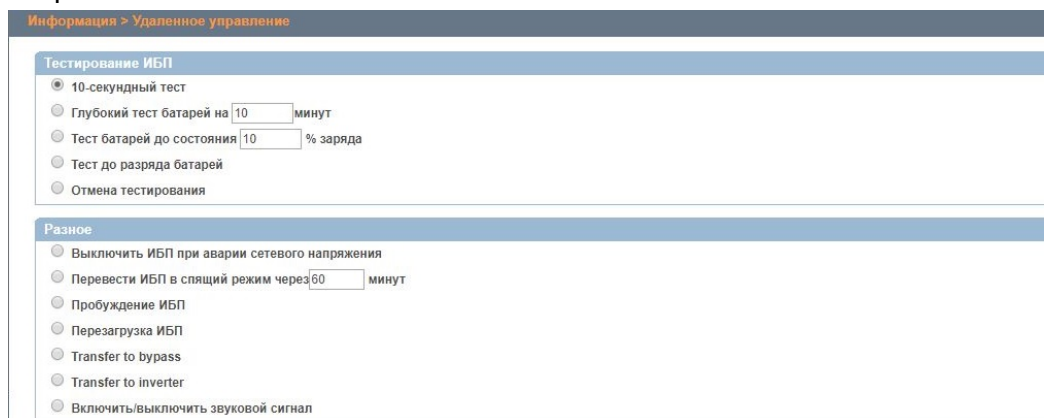 Информация > Удаленное управление
Тестирование ИБП
10-секундный тест
Глубокий тест батарей на 10 минут
Тест батарей до состояния 10 % заряда
Тест до разряда батарей
Отмена тестирования
Разное
Выключить ИБП при аварии сетевого напряжения
Перевести ИБП в спящий режим через 60 минут
Пробуждение ИБП
Перезагрузка ИБП
Transfer to bypass
Transfer to inverter
Включить/выключить звуковой сигнал